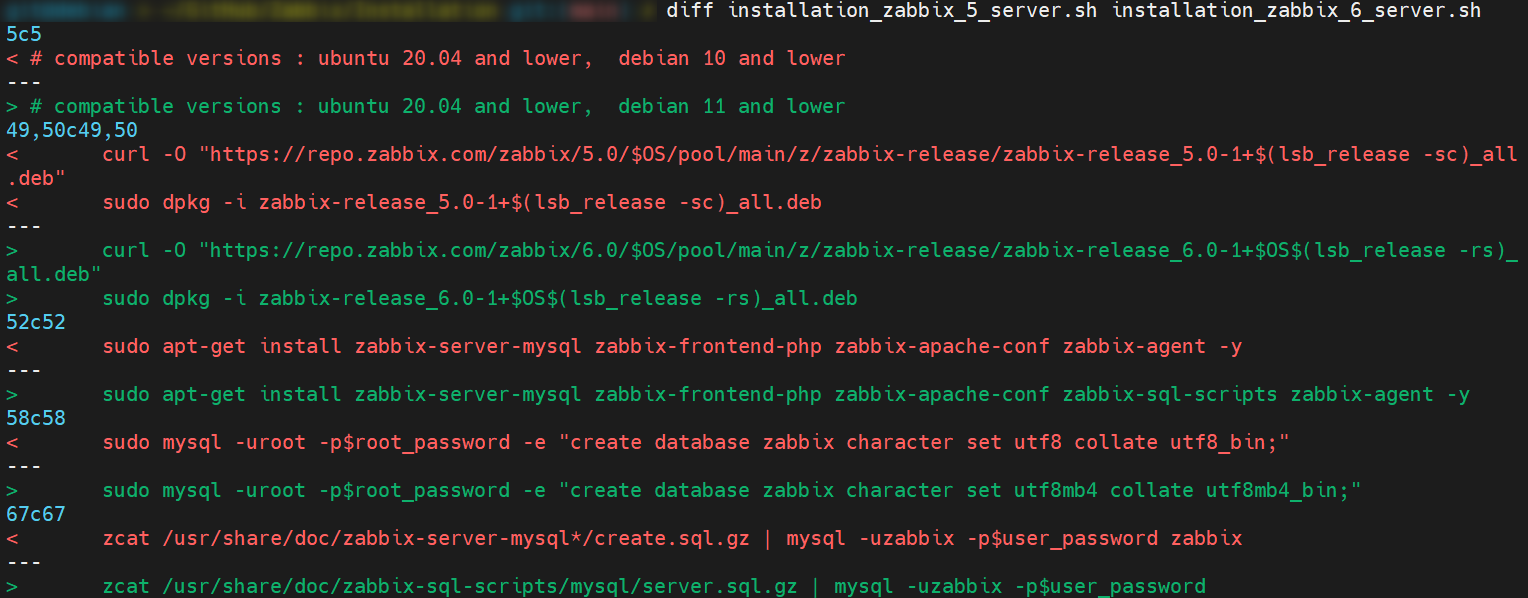 diff installation_zabbix_5_server.sh installation_zabbix_6_server.sh
5c5
< # compatible versions : ubuntu 20.04 and lower,  debian 10 and lower
---
> # compatible versions : ubuntu 20.04 and lower,  debian 11 and lower
49,50c49,50
<       curl -O "https://repo.zabbix.com/zabbix/5.0/$OS/pool/main/z/zabbix-release/zabbix-release_5.0-1+$(lsb_release -sc)_all
.deb"
<       sudo dpkg -i zabbix-release_5.0-1+$(lsb_release -sc)_all.deb
---
>       curl -O "https://repo.zabbix.com/zabbix/6.0/$OS/pool/main/z/zabbix-release/zabbix-release_6.0-1+$OS$(lsb_release -rs)_
all.deb"
>       sudo dpkg -i zabbix-release_6.0-1+$OS$(lsb_release -rs)_all.deb
52c52
<       sudo apt-get install zabbix-server-mysql zabbix-frontend-php zabbix-apache-conf zabbix-agent -y
---
>       sudo apt-get install zabbix-server-mysql zabbix-frontend-php zabbix-apache-conf zabbix-sql-scripts zabbix-agent -y
58c58
<       sudo mysql -uroot -p$root_password -e "create database zabbix character set utf8 collate utf8_bin;"
---
>       sudo mysql -uroot -p$root_password -e "create database zabbix character set utf8mb4 collate utf8mb4_bin;"
67c67
<       zcat /usr/share/doc/zabbix-server-mysql*/create.sql.gz | mysql -uzabbix -p$user_password zabbix
---
>       zcat /usr/share/doc/zabbix-sql-scripts/mysql/server.sql.gz | mysql -uzabbix -p$user_password